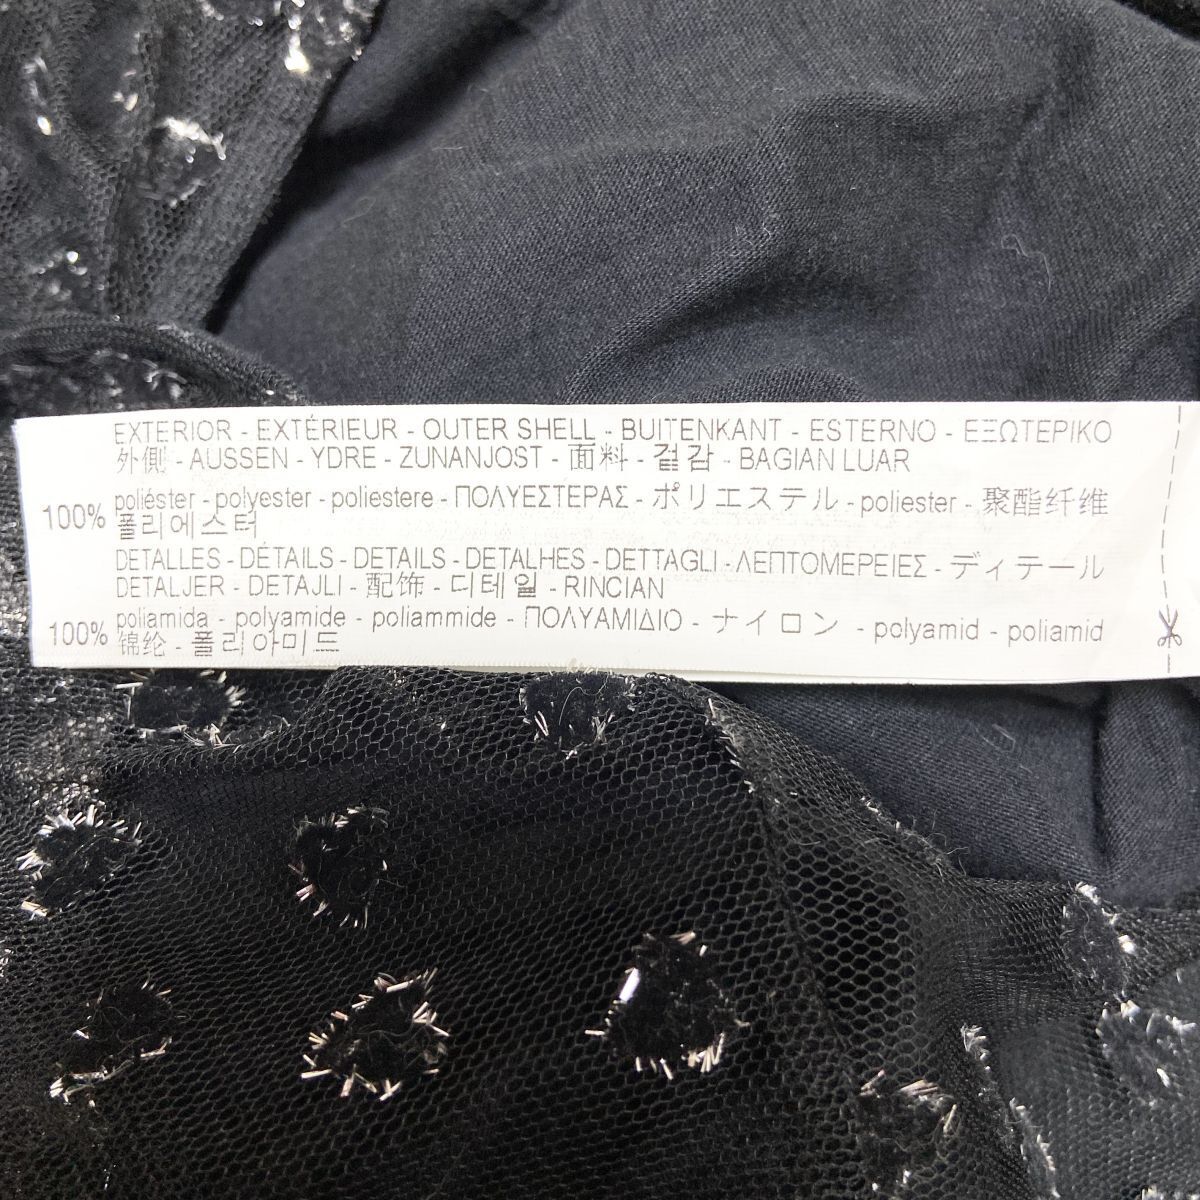 EXTERIOR - EXTÉRIEUR - OUTER SHELL - BUITENKANT - ESTERNO - ΕΞΩΤΕΡΙΚΟ
外側 - AUSSEN - YDRE - ZUNANJOST - 面料 - 겉감 - BAGIAN LUAR
100% poliéster - polyester - poliestere - ΠΟΛΥΕΣΤΕΡΑΣ - ポリエステル - poliester - 聚酯纤维
폴리에스터
DETALLES - DÉTAILS - DETAILS - DETALHES - DETTAGLI - ΛΕΠΤΟΜΕΡΕΙΕΣ - ディテール
DETALJER - DETAJLI - 配饰 - 디테일 - RINCIAN
100% poliamida - polyamide - poliammide - ΠΟΛΥΑΜΙΔΙΟ - ナイロン - polyamid - poliamid
锦纶 - 폴리아미드